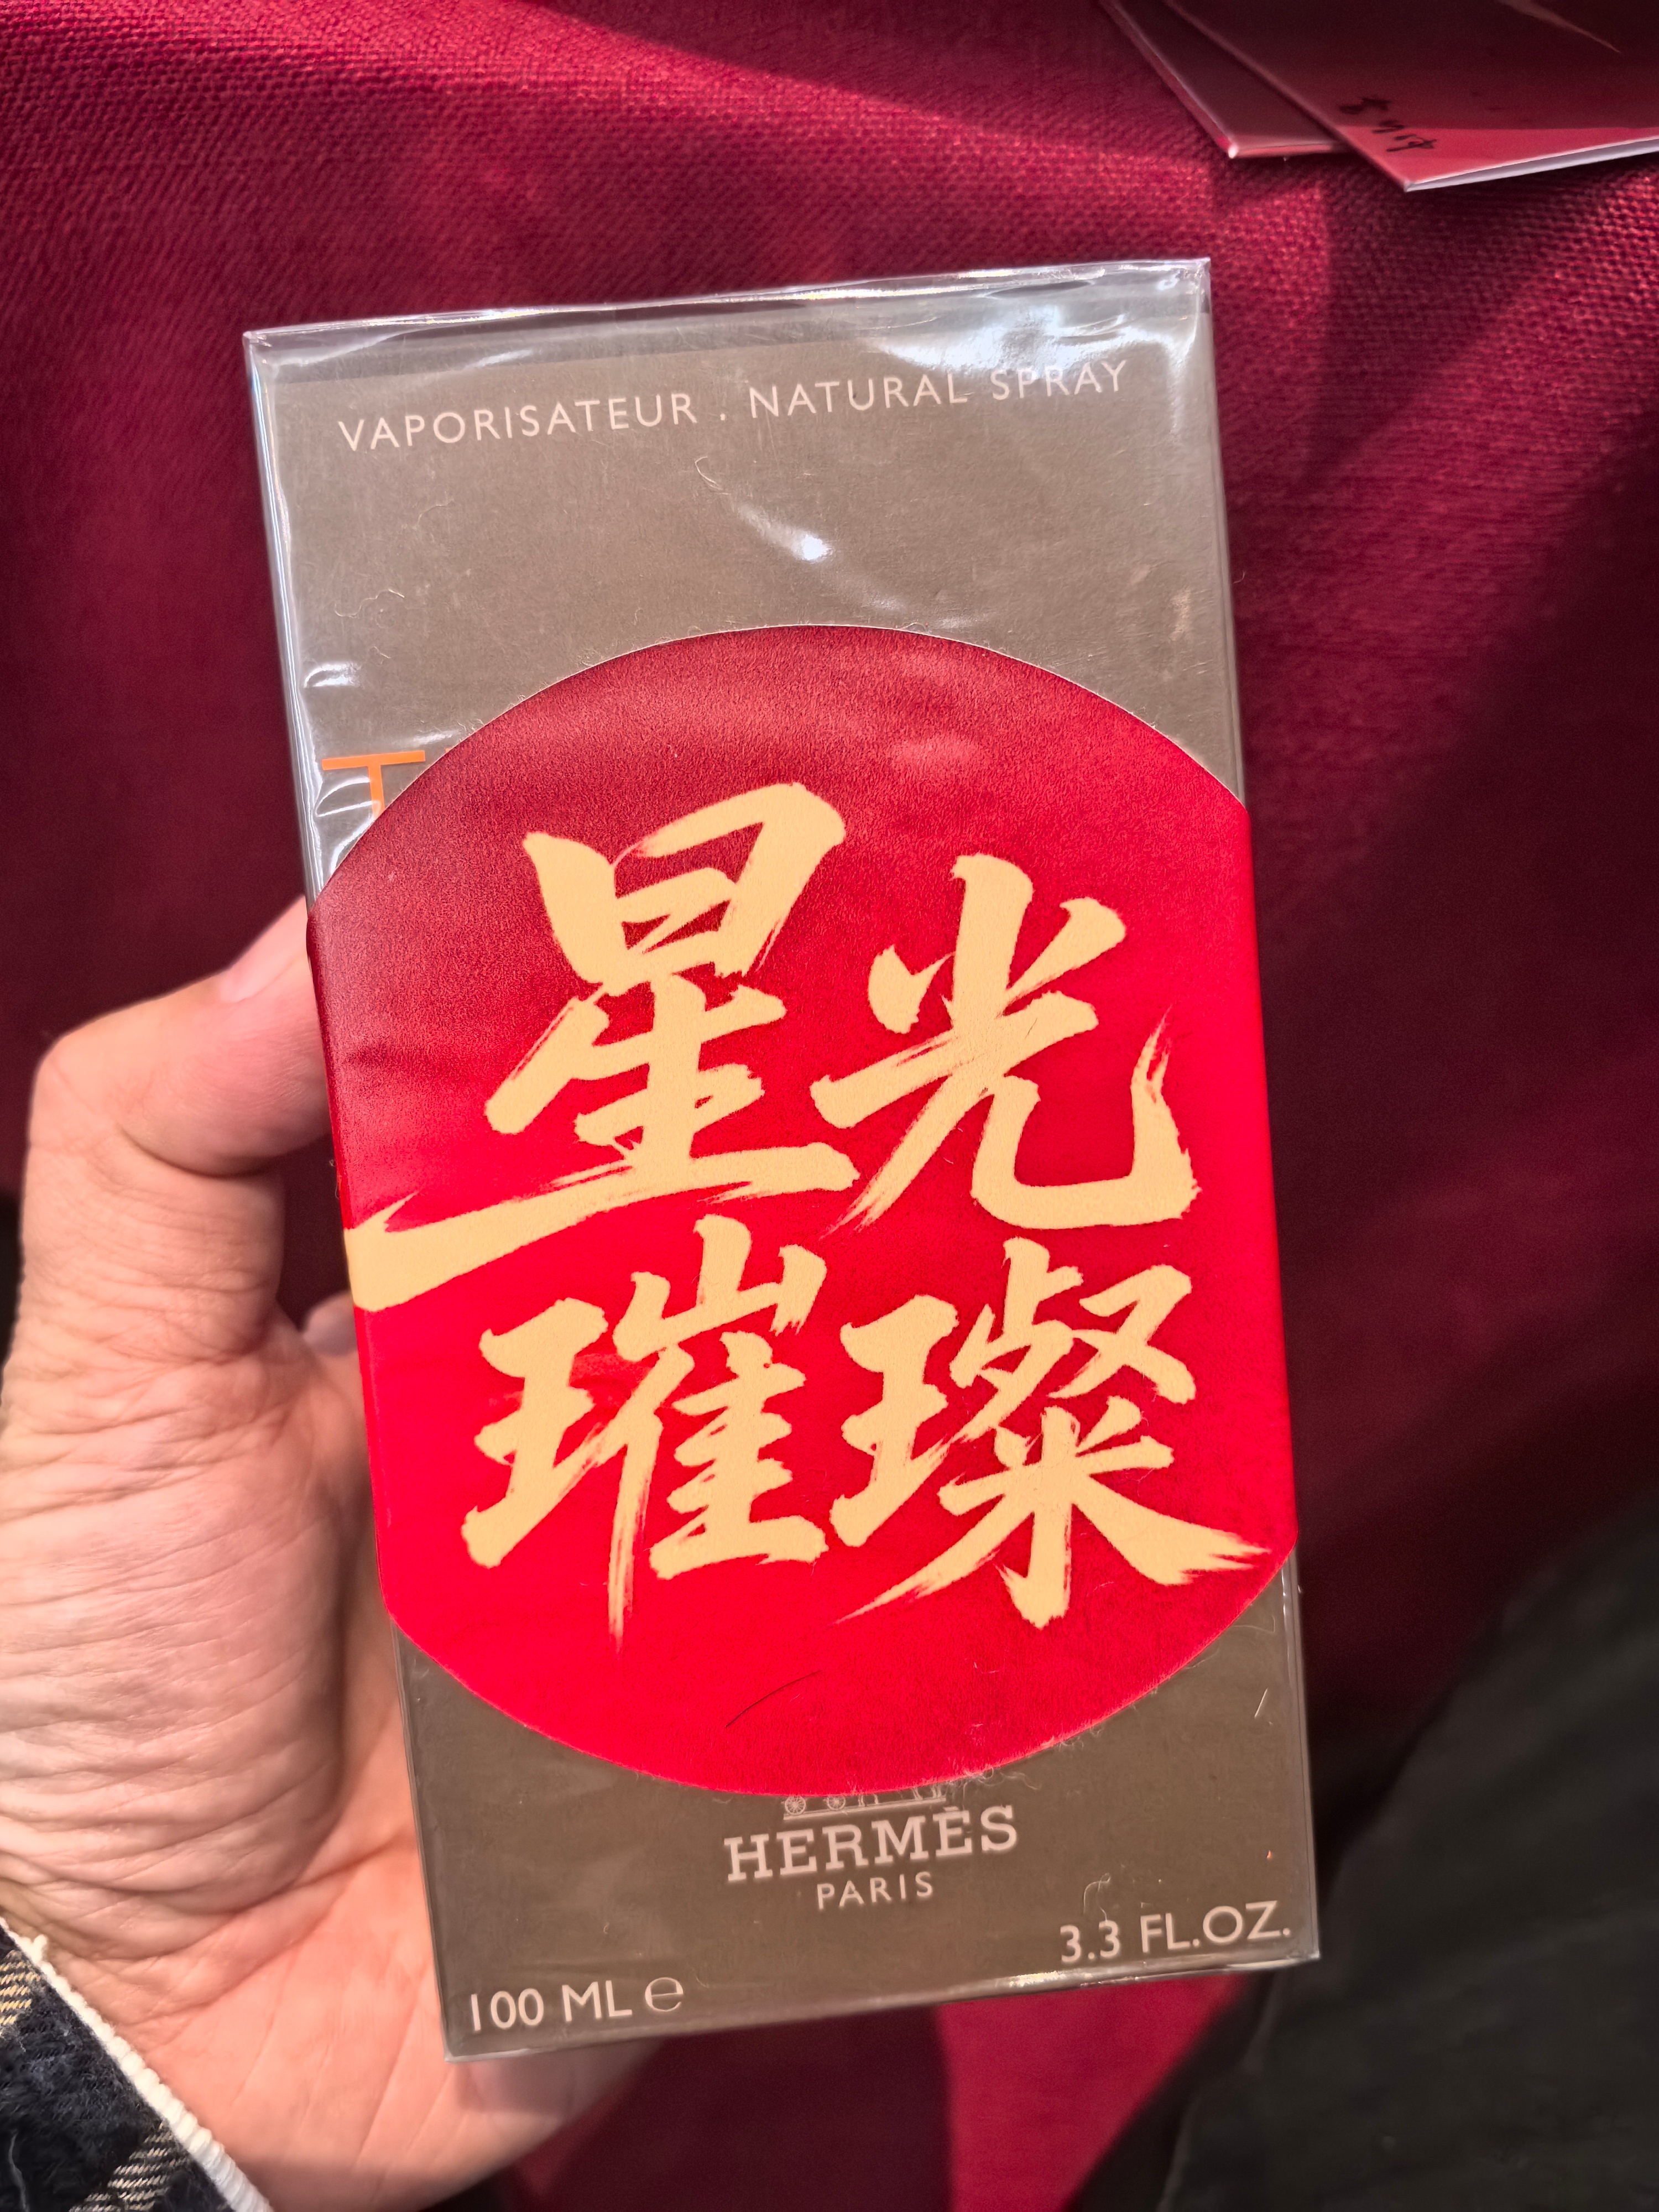 VAPORISATEUR . NATURAL SPRAY
T
星光
璀璨
HERMÈS
PARIS
3.3 FL.OZ.
100 ML ℮